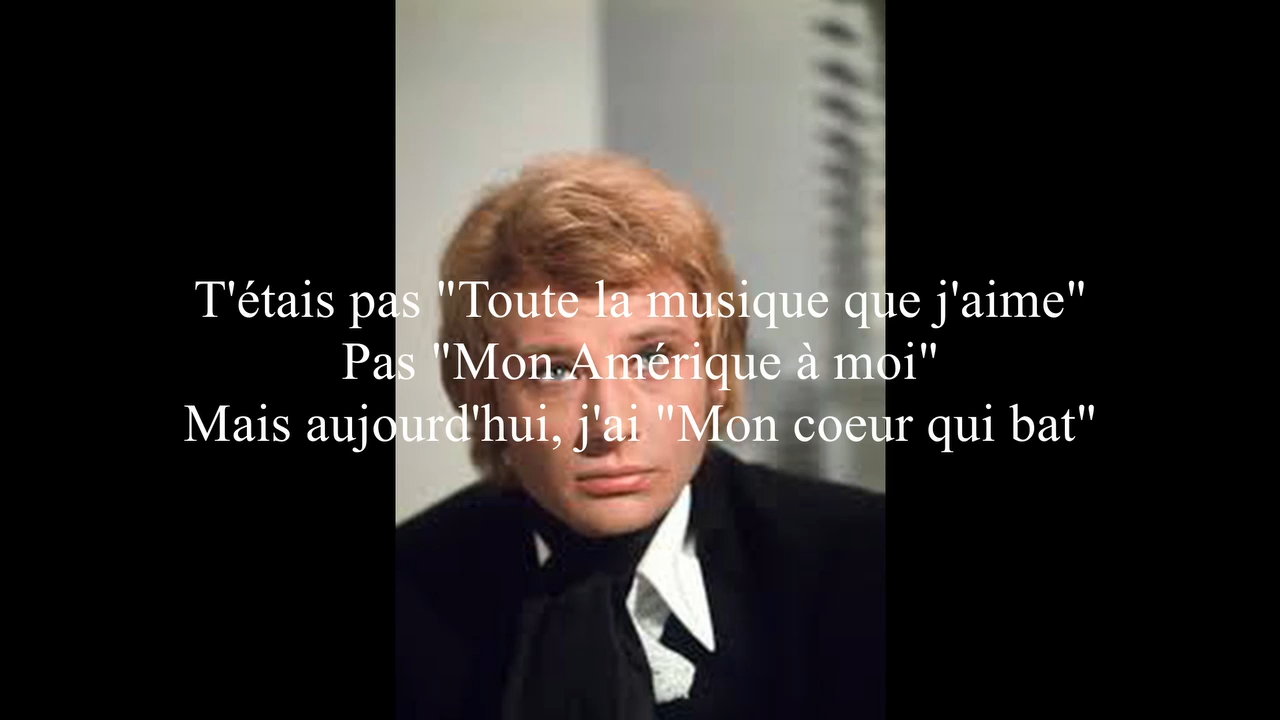 T'étais pas "Toute la musique que j'aime"
Pas "Mon Amérique à moi"
Mais aujourd'hui, j'ai "Mon coeur qui bat"